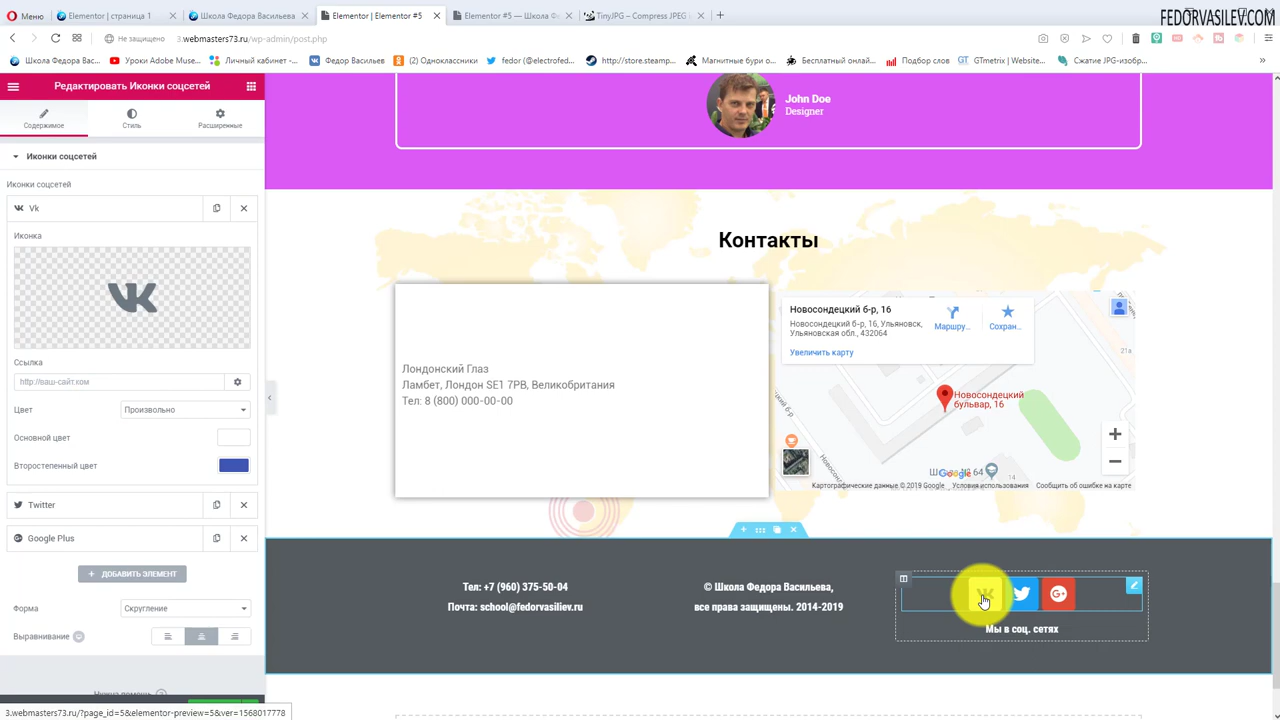 Меню
Elementor | страница 1
Школа Федора Васильева
Elementor | Elementor #5
Elementor #5 — Школа Ф
TinyJPG – Compress JPEG
FEDORVASILEV.COM
Не защищено
3.webmasters73.ru/wp-admin/post.php
Школа Федора Вас...
Уроки Adobe Muse...
Личный кабинет -...
Федор Васильев
(2) Одноклассники
fedor (@electrofed...
http://store.steamp...
Магнитные бури о...
Бесплатный онлай...
Подбор слов
GTmetrix | Website...
Сжатие JPG-изобр...
Редактировать Иконки соцсетей
Содержимое
Стиль
Расширенные
Иконки соцсетей
Иконки соцсетей
Vk
Иконка
Ссылка
http://ваш-сайт.ком
Цвет
Произвольно
Основной цвет
Второстепенный цвет
Twitter
Google Plus
ДОБАВИТЬ ЭЛЕМЕНТ
Форма
Скругление
Выравнивание
Нужна помощь
3.webmasters73.ru/?page_id=5&elementor-preview=5&ver=1568017778
John Doe
Designer
Контакты
Лондонский Глаз
Ламбет, Лондон SE1 7PB, Великобритания
Тел: 8 (800) 000-00-00
Новосондецкий б-р, 16
Новосондецкий б-р, 16, Ульяновск,
Ульяновская обл., 432064
Маршру...
Сохран...
Увеличить карту
21а
Новосондецкий
бульвар, 16
64
14
Google
Картографические данные © 2019 Google
Условия использования
Сообщить об ошибке на карте
Тел: +7 (960) 375-50-04
Почта: school@fedorvasiliev.ru
© Школа Федора Васильева,
все права защищены. 2014-2019
Мы в соц. сетях